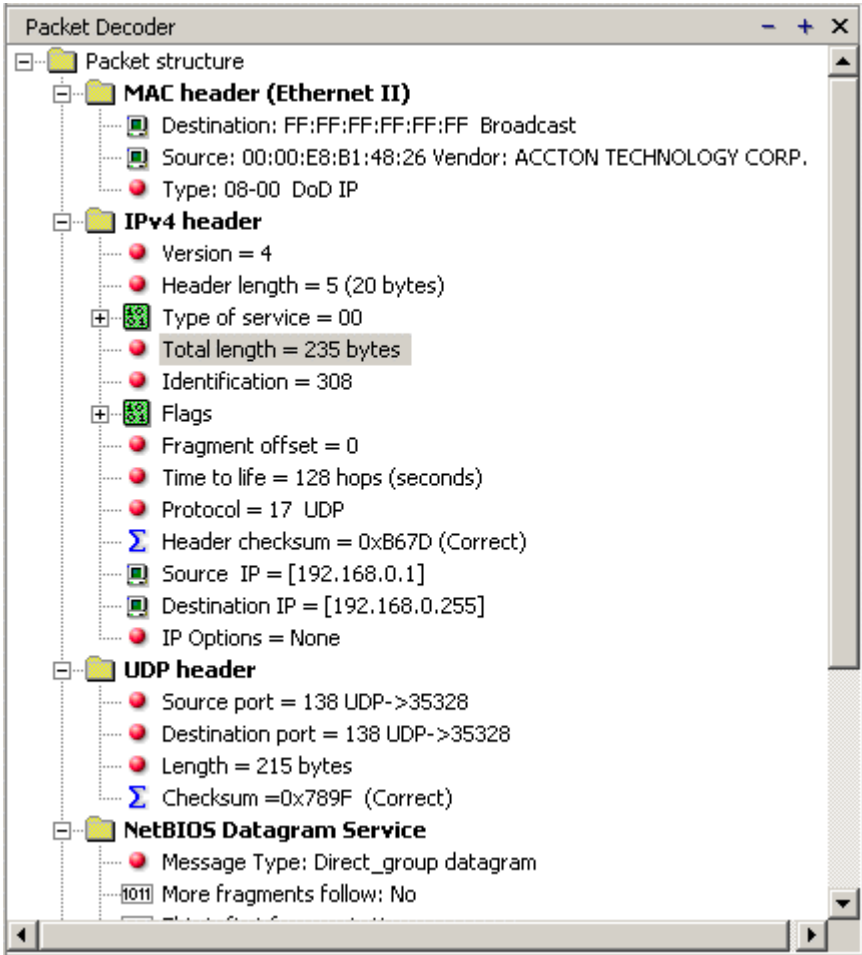 Packet Decoder
Packet structure
MAC header (Ethernet II)
Destination: FF:FF:FF:FF:FF:FF Broadcast
Source: 00:00:E8:B1:48:26 Vendor: ACCTON TECHNOLOGY CORP.
Type: 08-00 DoD IP
IPv4 header
Version = 4
Header length = 5 (20 bytes)
Type of service = 00
Total length = 235 bytes
Identification = 308
Flags
Fragment offset = 0
Time to life = 128 hops (seconds)
Protocol = 17 UDP
Header checksum = 0xB67D (Correct)
Source IP = [192.168.0.1]
Destination IP = [192.168.0.255]
IP Options = None
UDP header
Source port = 138 UDP->35328
Destination port = 138 UDP->35328
Length = 215 bytes
Checksum =0x789F (Correct)
NetBIOS Datagram Service
Message Type: Direct_group datagram
1011 More fragments follow: No